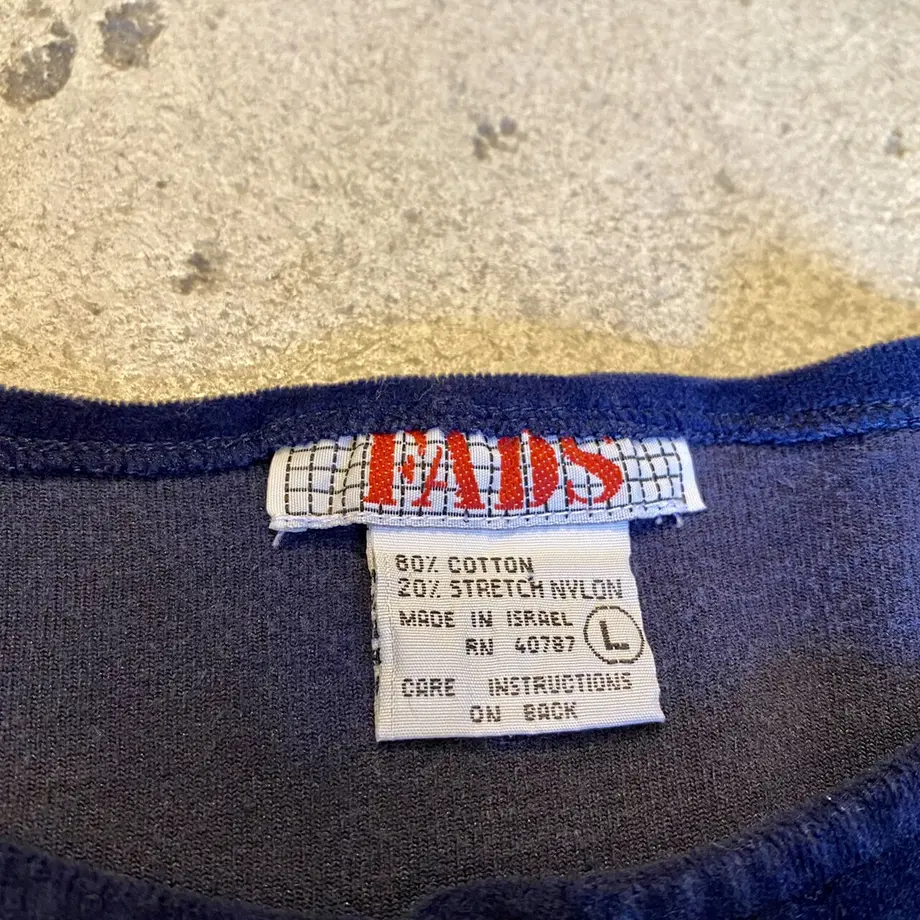 FADS
80% COTTON
20% STRETCH NYLON
MADE IN ISRAEL
RN 40787
L
CARE INSTRUCTIONS
ON BACK